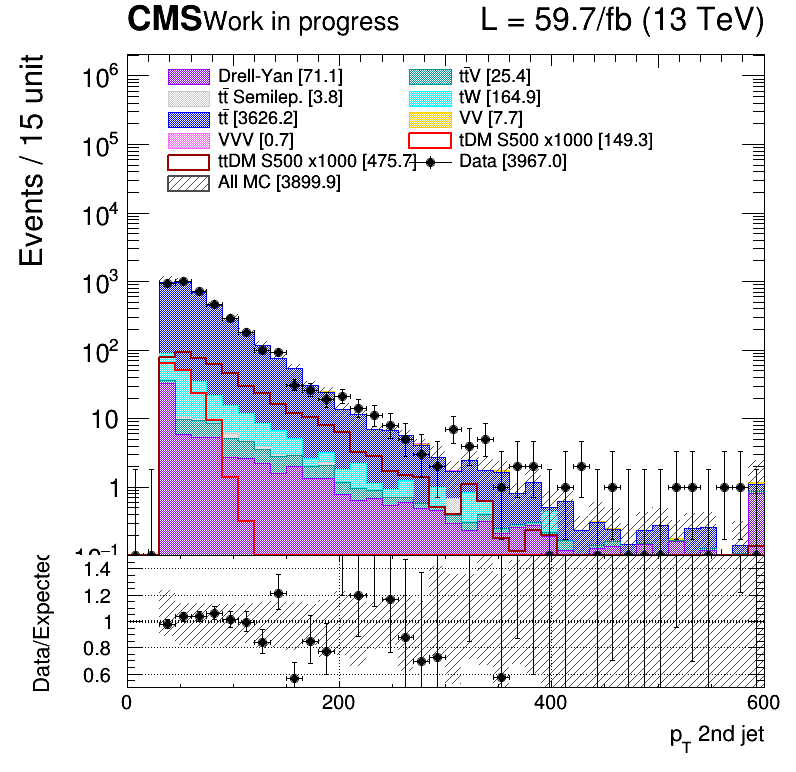 CMS Work in progress L = 59.7/fb (13 TeV)
Events / 15 unit
10⁶
10⁵
10⁴
10³
10²
10
1
10⁻¹
Drell-Yan [71.1]
tt̄V [25.4]
tt̄ Semilep. [3.8]
tW [164.9]
tt̄ [3626.2]
VV [7.7]
VVV [0.7]
tDM S500 x1000 [149.3]
ttDM S500 x1000 [475.7]
Data [3967.0]
All MC [3899.9]
Data/Expected
1.4
1.2
1
0.8
0.6
0 200 400 600
p_T 2nd jet